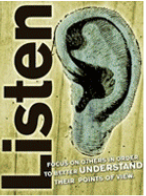 Listen
FOCUS ON OTHERS IN ORDER
TO BETTER UNDERSTAND
THEIR POINTS OF VIEW.